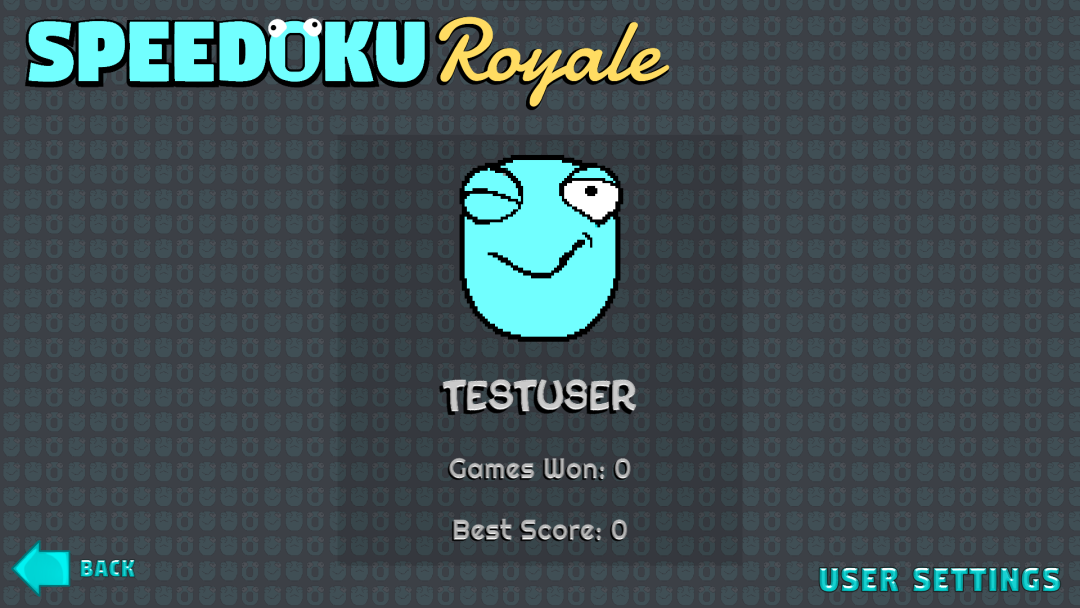 SPEEDOKU Royale
TESTUSER
Games Won: 0
Best Score: 0
BACK
USER SETTINGS